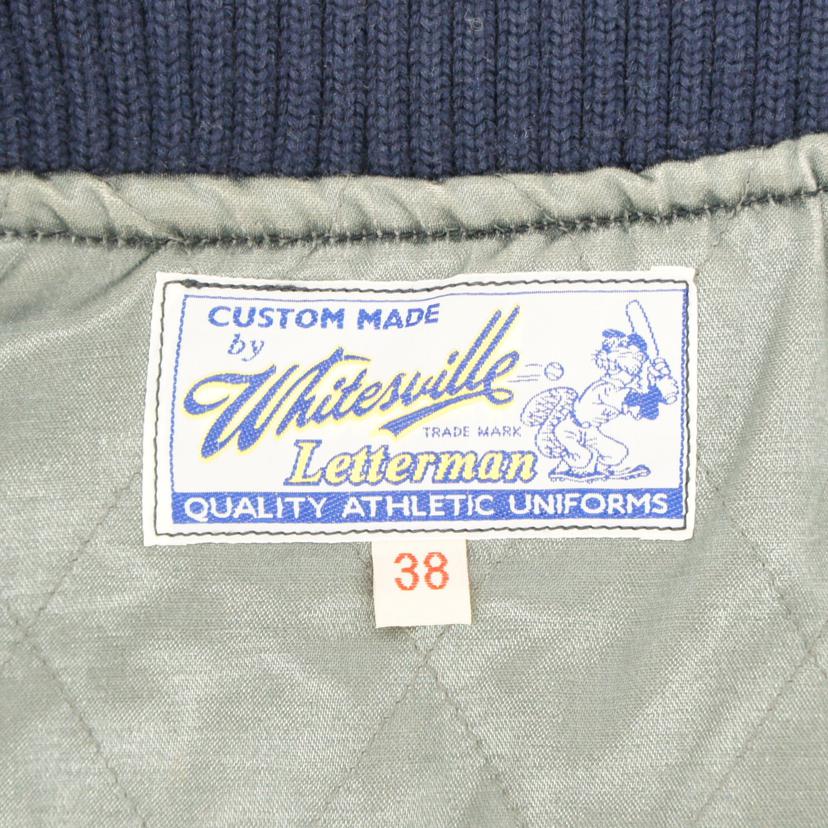 CUSTOM MADE
by
Whitesville
TRADE MARK
Letterman
QUALITY ATHLETIC UNIFORMS
38